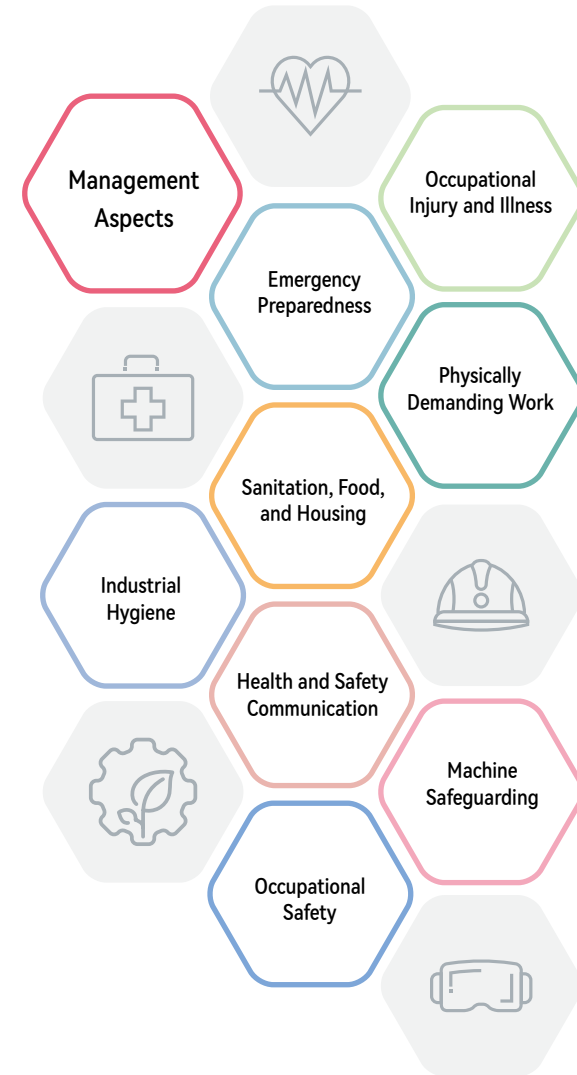 Management
Aspects
Occupational
Injury and Illness
Emergency
Preparedness
Physically
Demanding Work
Sanitation, Food,
and Housing
Industrial
Hygiene
Health and Safety
Communication
Machine
Safeguarding
Occupational
Safety